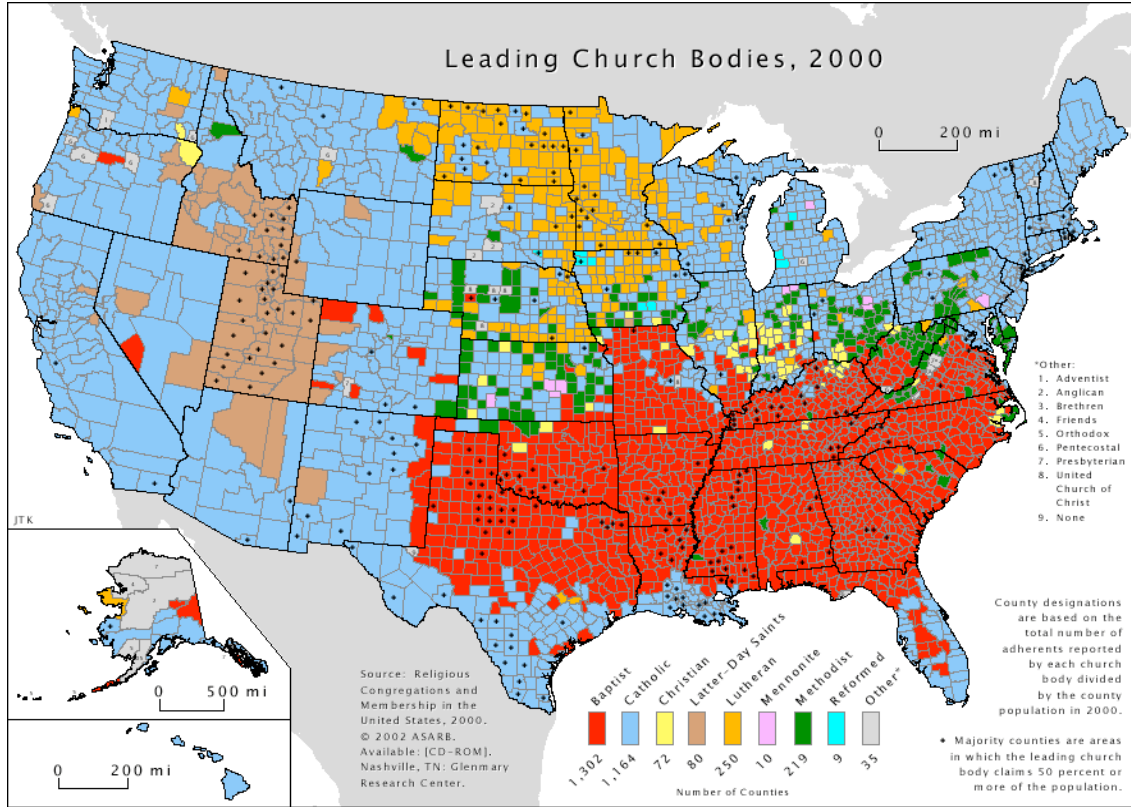 Leading Church Bodies, 2000
0 200 mi
*Other:
1. Adventist
2. Anglican
3. Brethren
4. Friends
5. Orthodox
6. Pentecostal
7. Presbyterian
8. United
Church of
Christ
9. None
JTK
0 500 mi
0 200 mi
Source: Religious
Congregations and
Membership in the
United States, 2000.
© 2002 ASARB.
Available: [CD-ROM].
Nashville, TN: Glenmary
Research Center.
Baptist
Catholic
Christian
Latter-Day Saints
Lutheran
Mennonite
Methodist
Reformed
Other*
1,302
1,164
72
80
250
10
219
9
35
Number of Counties
County designations
are based on the
total number of
adherents reported
by each church
body divided
by the county
population in 2000.
✦ Majority counties are areas
in which the leading church
body claims 50 percent or
more of the population.